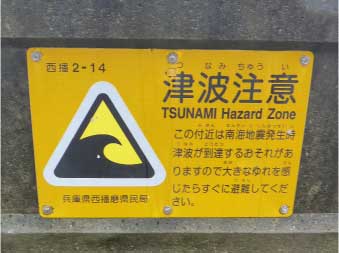 西播2-14
つ なみ ちゅう い
津波注意
TSUNAMI Hazard Zone
この付近は南海地震発生時
津波が到達するおそれがあ
りますので大きなゆれを感
じたらすぐに避難してくだ
さい。
兵庫県西播磨県民局